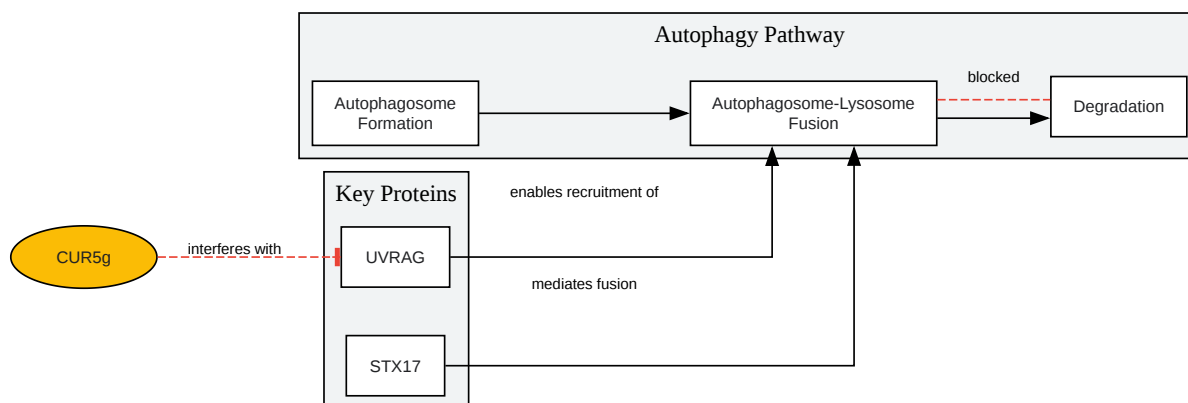 Autophagy Pathway
blocked
Autophagosome
Formation
Autophagosome-Lysosome
Fusion
Degradation
Key Proteins
enables recruitment of
CUR5g
interferes with
UVRAG
mediates fusion
STX17